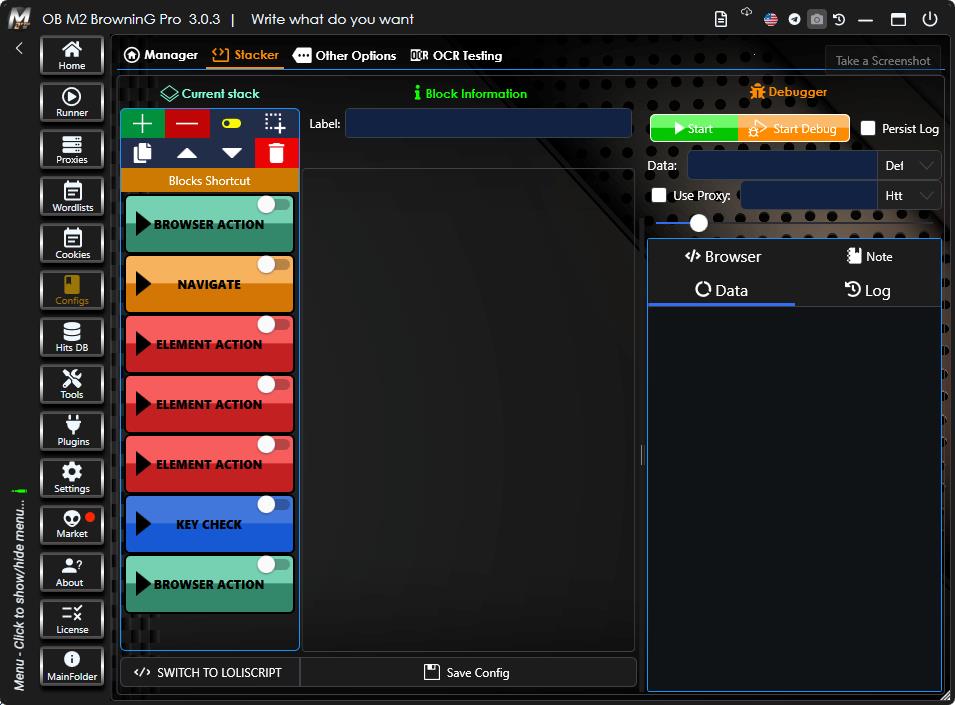 OB M2 BrowninG Pro 3.0.3 | Write what do you want
Home
Runner
Proxies
Wordlists
Cookies
Configs
Hits DB
Tools
Plugins
Settings
Market
About
License
MainFolder
Menu - Click to show/hide menu...
Manager
Stacker
Other Options
OCR OCR Testing
Take a Screenshot
Current stack
Blocks Shortcut
BROWSER ACTION
NAVIGATE
ELEMENT ACTION
ELEMENT ACTION
ELEMENT ACTION
KEY CHECK
BROWSER ACTION
SWITCH TO LOLISCRIPT
Block Information
Label:
Save Config
Debugger
Start
Start Debug
Persist Log
Data:
Def
Use Proxy:
Htt
Browser
Note
Data
Log